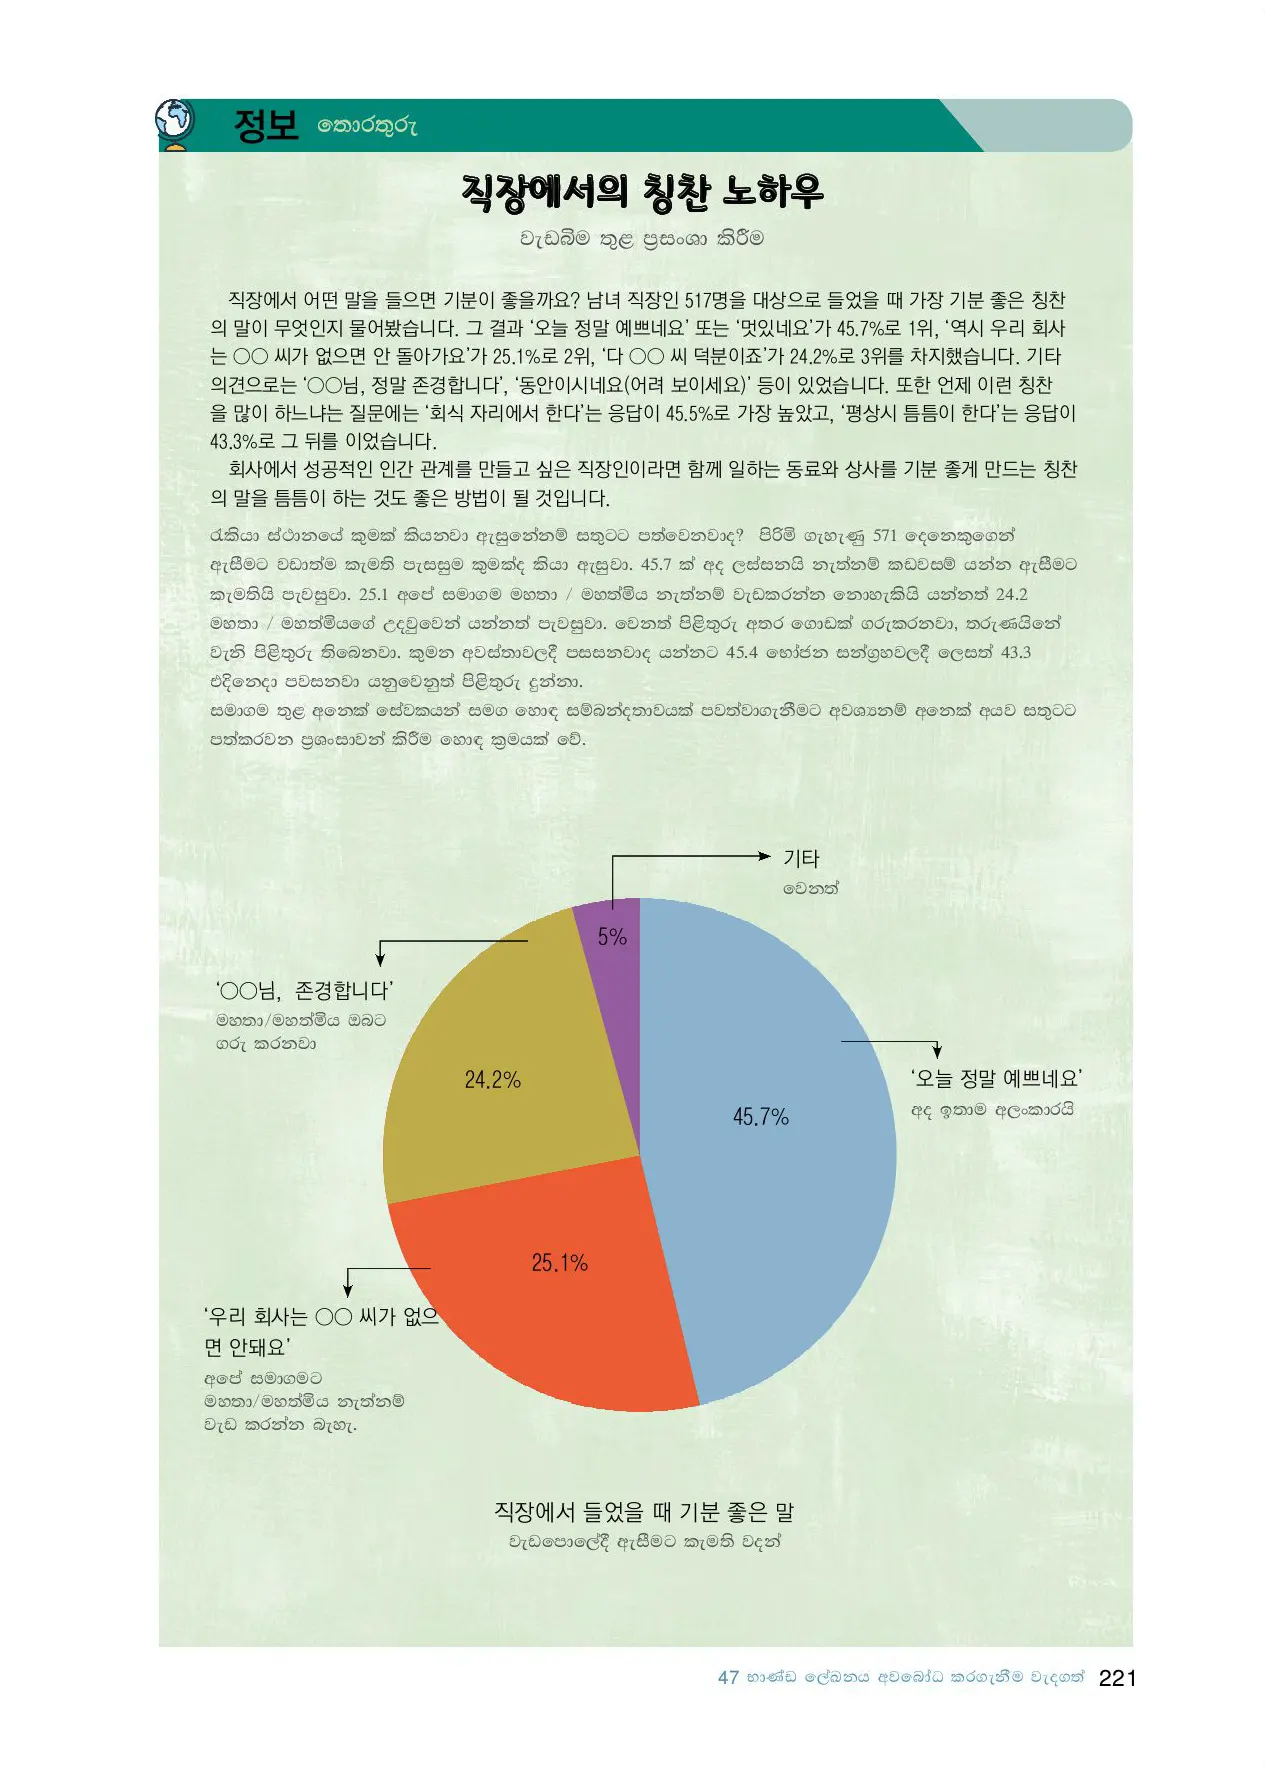 정보 තොරතුරු
직장에서의 칭찬 노하우
වැඩබිම තුළ ප්‍රසංශා කිරීම
직장에서 어떤 말을 들으면 기분이 좋을까요? 남녀 직장인 517명을 대상으로 들었을 때 가장 기분 좋은 칭찬
의 말이 무엇인지 물어봤습니다. 그 결과 ‘오늘 정말 예쁘네요’ 또는 ‘멋있네요’가 45.7%로 1위, ‘역시 우리 회사
는 ○○ 씨가 없으면 안 돌아가요’가 25.1%로 2위, ‘다 ○○ 씨 덕분이죠’가 24.2%로 3위를 차지했습니다. 기타
의견으로는 ‘○○님, 정말 존경합니다’, ‘동안이시네요(어려 보이세요)’ 등이 있었습니다. 또한 언제 이런 칭찬
을 많이 하느냐는 질문에는 ‘회식 자리에서 한다’는 응답이 45.5%로 가장 높았고, ‘평상시 틈틈이 한다’는 응답이
43.3%로 그 뒤를 이었습니다.
회사에서 성공적인 인간 관계를 만들고 싶은 직장인이라면 함께 일하는 동료와 상사를 기분 좋게 만드는 칭찬
의 말을 틈틈이 하는 것도 좋은 방법이 될 것입니다.
රැකියා ස්ථානයේ කුමක් කියනවා ඇසුනේන්නම් සතුටට පත්වෙනවාද? පිරිමි ගැහැණු 571 දෙනෙකුගෙන්
ඇසීමට වඩාත්ම කැමති පැසසුම කුමක්ද කියා ඇසුවා. 45.7 ක් අද ලස්සනයි නැත්නම් කඩවසම් යන්න ඇසීමට
කැමතියි පැවසුවා. 25.1 අපේ සමාගම මහතා / මහත්මිය නැත්නම් වැඩකරන්න නොහැකියි යන්නත් 24.2
මහතා / මහත්මියගේ උදවුවෙන් යන්නත් පැවසුවා. වෙනත් පිළිතුරු අතර ගොඩක් ගරුකරනවා, තරුණයිනේ
වැනි පිළිතුරු තිබෙනවා. කුමන අවස්තාවලදී පසසනවාද යන්නට 45.4 භෝජන සන්ග්‍රහවලදී ලෙසත් 43.3
එදිනෙදා පවසනවා යනුවෙනුත් පිළිතුරු දුන්නා.
සමාගම තුළ අනෙක් සේවකයන් සමග හොඳ සම්බන්දතාවයක් පවත්වාගැනීමට අවශ්‍යනම් අනෙක් අයව සතුටට
පත්කරවන ප්‍රශංසාවන් කිරීම හොඳ ක්‍රමයක් වේ.
기타
වෙනත්
5%
‘○○님, 존경합니다’
මහතා/මහත්මිය ඔබට
ගරු කරනවා
24.2%
45.7%
‘오늘 정말 예쁘네요’
අද ඉතාම අලංකාරයි
25.1%
‘우리 회사는 ○○ 씨가 없으
면 안돼요’
අපේ සමාගමට
මහතා/මහත්මිය නැත්නම්
වැඩ කරන්න බැහැ.
직장에서 들었을 때 기분 좋은 말
වැඩපොලේදී ඇසීමට කැමති වදන්
47 භාණ්ඩ ලේඛනය අවබෝධ කරගැනීම වැදගත් 221